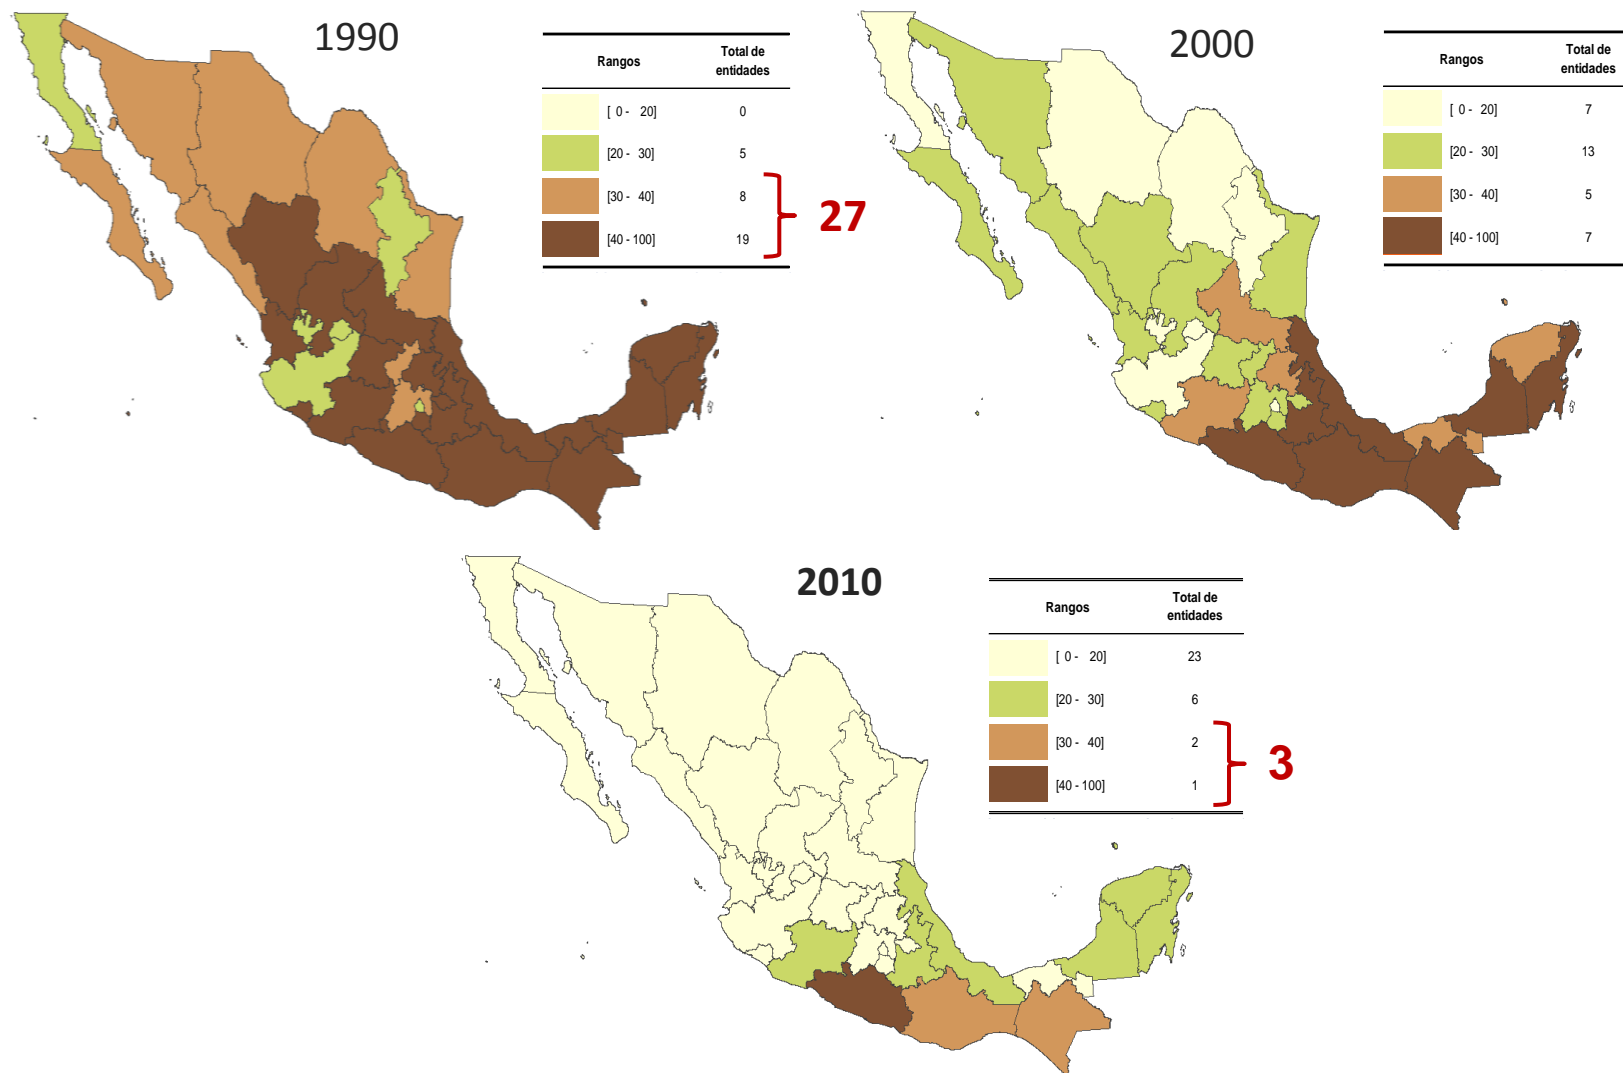 1990
Rangos Total de entidades
[ 0 - 20] 0
[20 - 30] 5
[30 - 40] 8
[40 - 100] 19
27
2000
Rangos Total de entidades
[ 0 - 20] 7
[20 - 30] 13
[30 - 40] 5
[40 - 100] 7
2010
Rangos Total de entidades
[ 0 - 20] 23
[20 - 30] 6
[30 - 40] 2
[40 - 100] 1
3